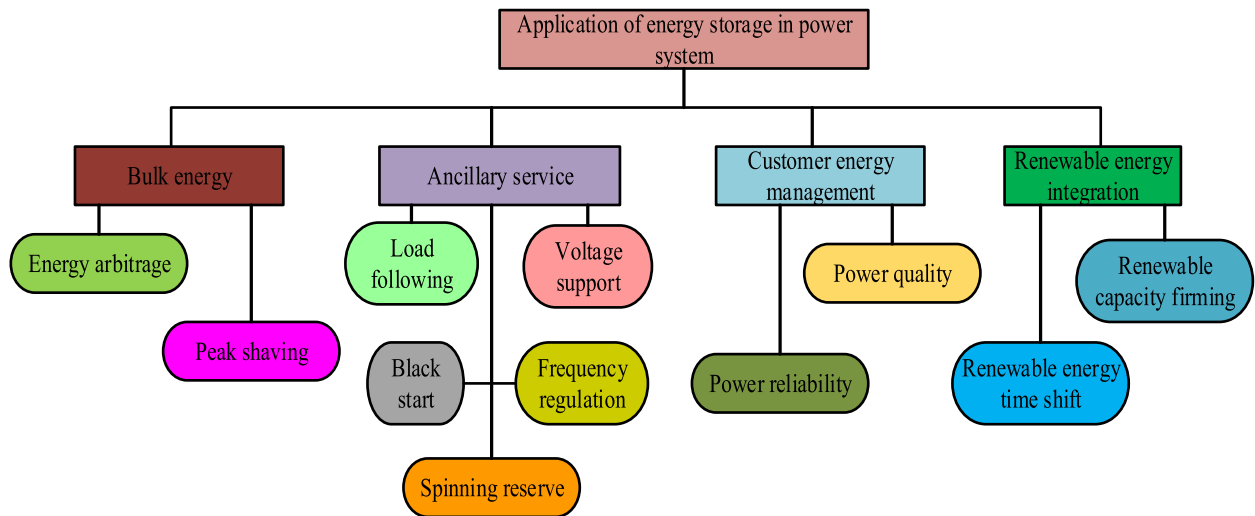 Application of energy storage in power
system
Bulk energy
Ancillary service
Customer energy
management
Renewable energy
integration
Energy arbitrage
Load
following
Voltage
support
Power quality
Renewable
capacity firming
Peak shaving
Black
start
Frequency
regulation
Power reliability
Renewable energy
time shift
Spinning reserve